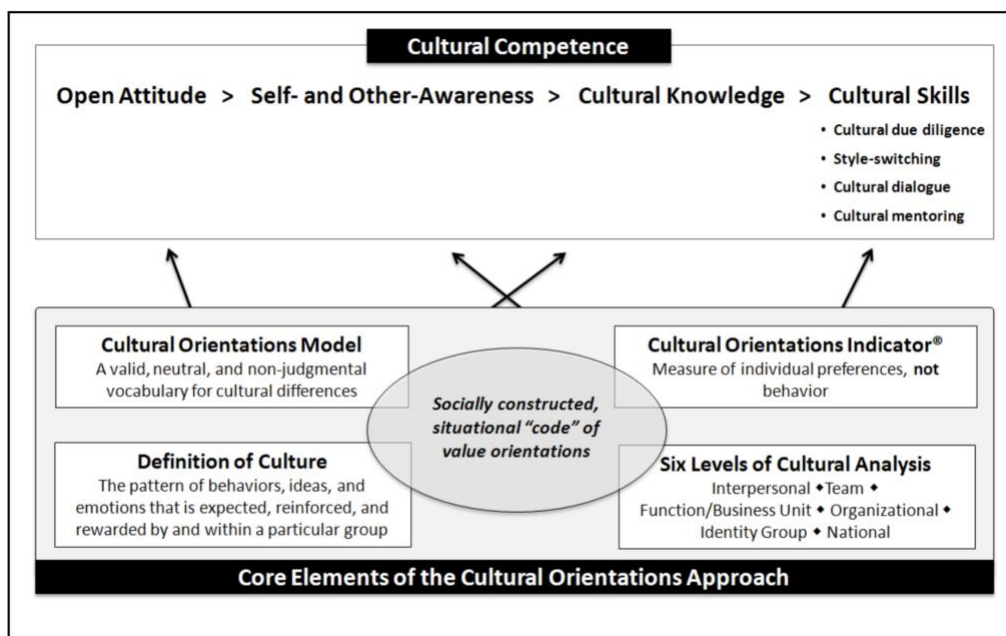 Cultural Competence
Open Attitude > Self- and Other-Awareness > Cultural Knowledge > Cultural Skills
• Cultural due diligence
• Style-switching
• Cultural dialogue
• Cultural mentoring
Cultural Orientations Model
A valid, neutral, and non-judgmental
vocabulary for cultural differences
Cultural Orientations Indicator®
Measure of individual preferences, not
behavior
Socially constructed,
situational “code” of
value orientations
Definition of Culture
The pattern of behaviors, ideas, and
emotions that is expected, reinforced, and
rewarded by and within a particular group
Six Levels of Cultural Analysis
Interpersonal ◆Team ◆
Function/Business Unit ◆ Organizational ◆
Identity Group ◆ National
Core Elements of the Cultural Orientations Approach